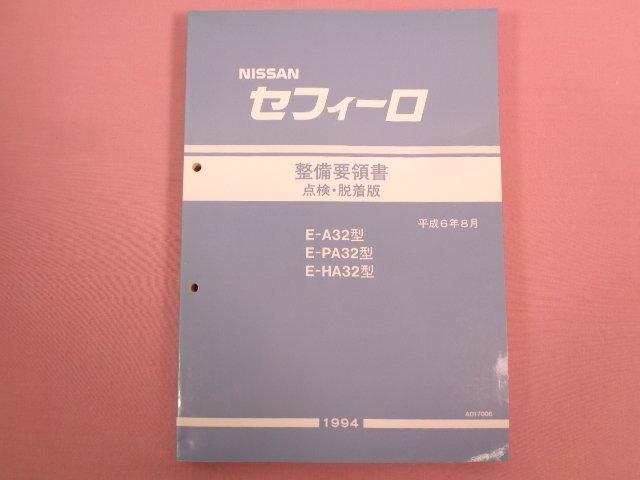 NISSAN
セフィーロ
整備要領書
点検・脱着版
平成6年8月
E-A32型
E-PA32型
E-HA32型
A017006
1994